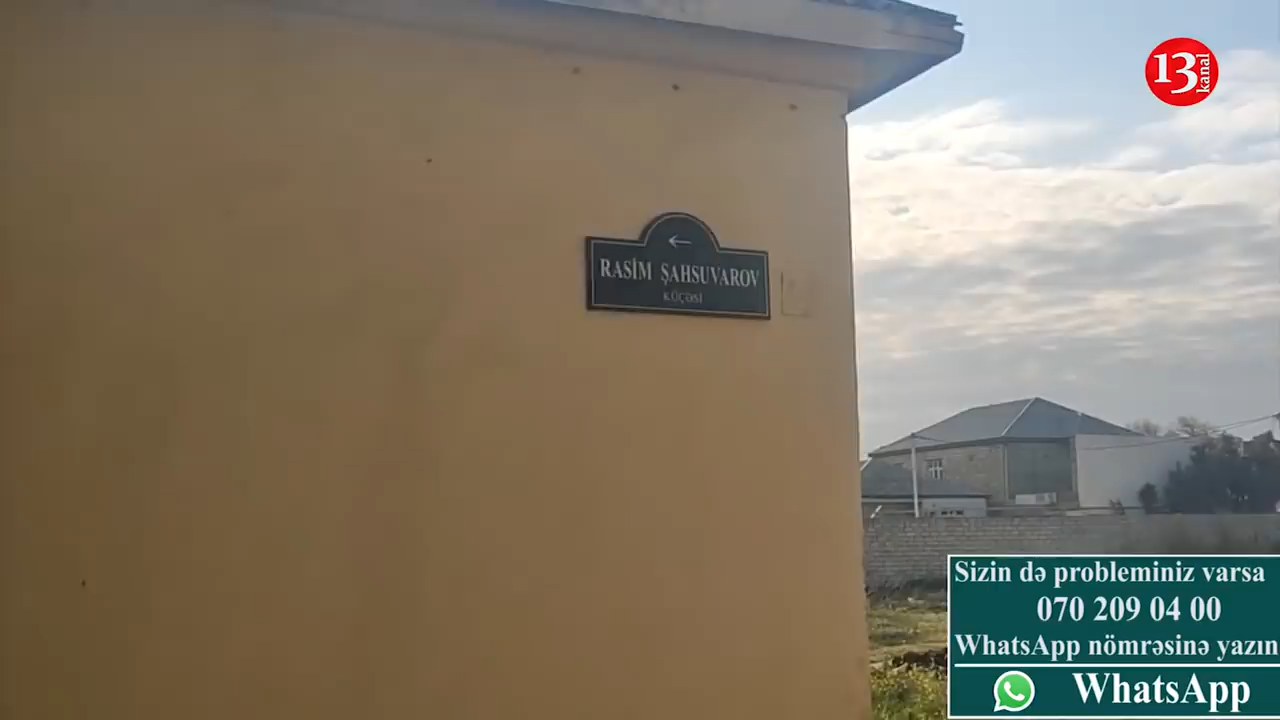 13 kanal
RASİM ŞAHSUVAROV
KÜÇƏSİ
Sizin də probleminiz varsa
070 209 04 00
WhatsApp nömrəsinə yazın
WhatsApp